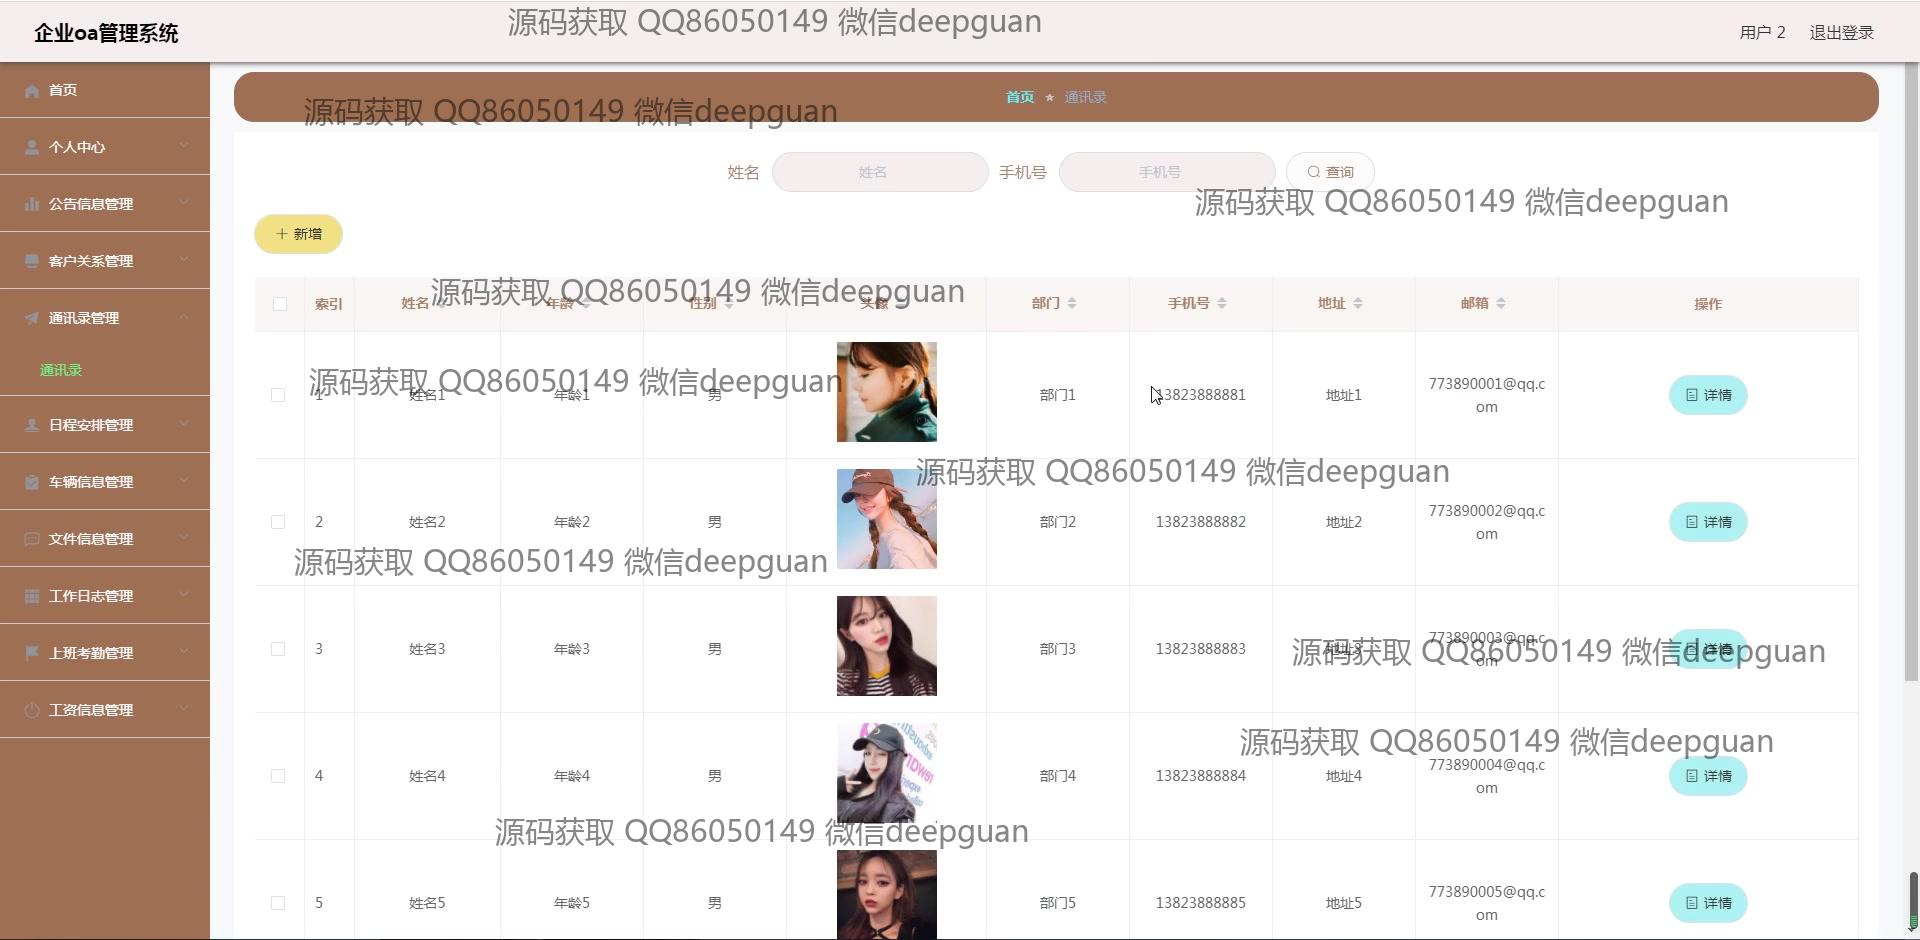 企业oa管理系统
源码获取 QQ86050149 微信deepguan
用户 2
退出登录
首页
个人中心
公告信息管理
客户关系管理
通讯录管理
通讯录
日程安排管理
车辆信息管理
文件信息管理
工作日志管理
上班考勤管理
工资信息管理
首页 ★ 通讯录
源码获取 QQ86050149 微信deepguan
姓名 姓名 手机号 手机号 查询
源码获取 QQ86050149 微信deepguan
+ 新增
源码获取 QQ86050149 微信deepguan
索引 姓名 年龄 性别 头像 部门 手机号 地址 邮箱 操作
源码获取 QQ86050149 微信deepguan
1 姓名1 年龄1 男 部门1 13823888881 地址1 773890001@qq.c
om
详情
源码获取 QQ86050149 微信deepguan
2 姓名2 年龄2 男 部门2 13823888882 地址2 773890002@qq.c
om
详情
源码获取 QQ86050149 微信deepguan
3 姓名3 年龄3 男 部门3 13823888883 地址3 773890003@qq.c
om
详情
源码获取 QQ86050149 微信deepguan
源码获取 QQ86050149 微信deepguan
4 姓名4 年龄4 男 部门4 13823888884 地址4 773890004@qq.c
om
详情
源码获取 QQ86050149 微信deepguan
5 姓名5 年龄5 男 部门5 13823888885 地址5 773890005@qq.c
om
详情